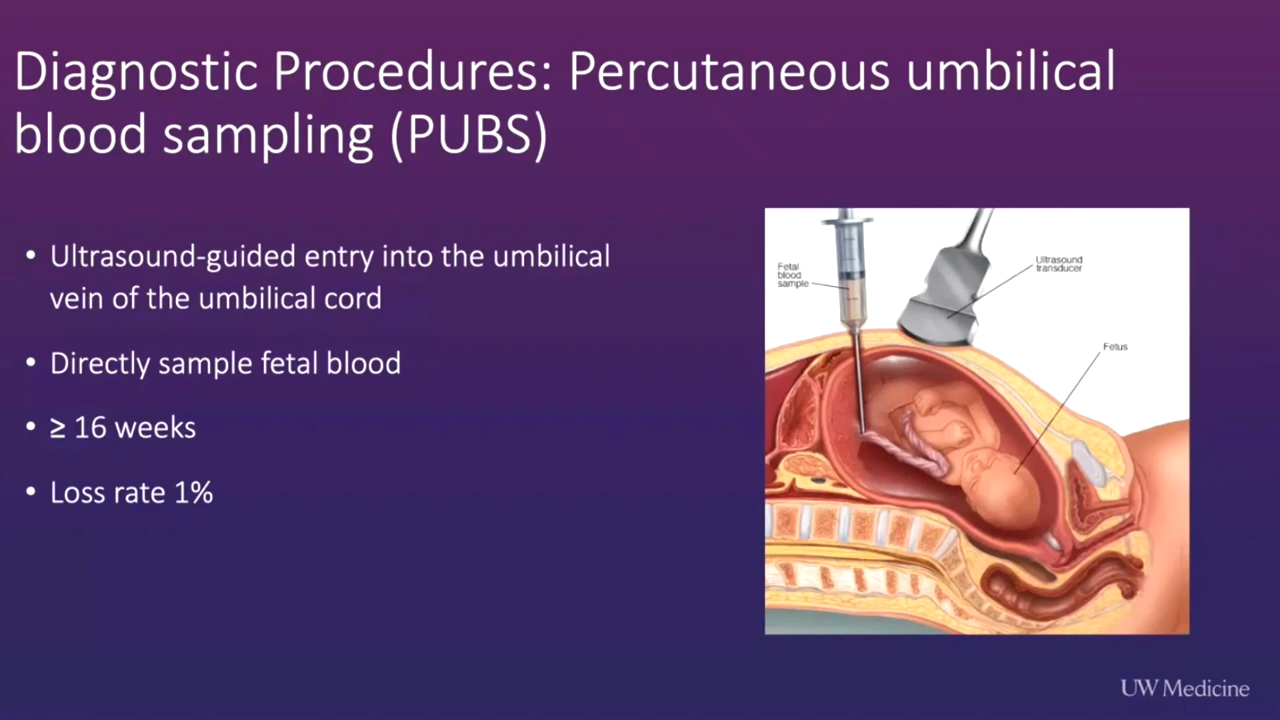 Diagnostic Procedures: Percutaneous umbilical
blood sampling (PUBS)
• Ultrasound-guided entry into the umbilical
vein of the umbilical cord
• Directly sample fetal blood
• ≥ 16 weeks
• Loss rate 1%
Fetal
blood
sample
Ultrasound
transducer
Fetus
UW Medicine